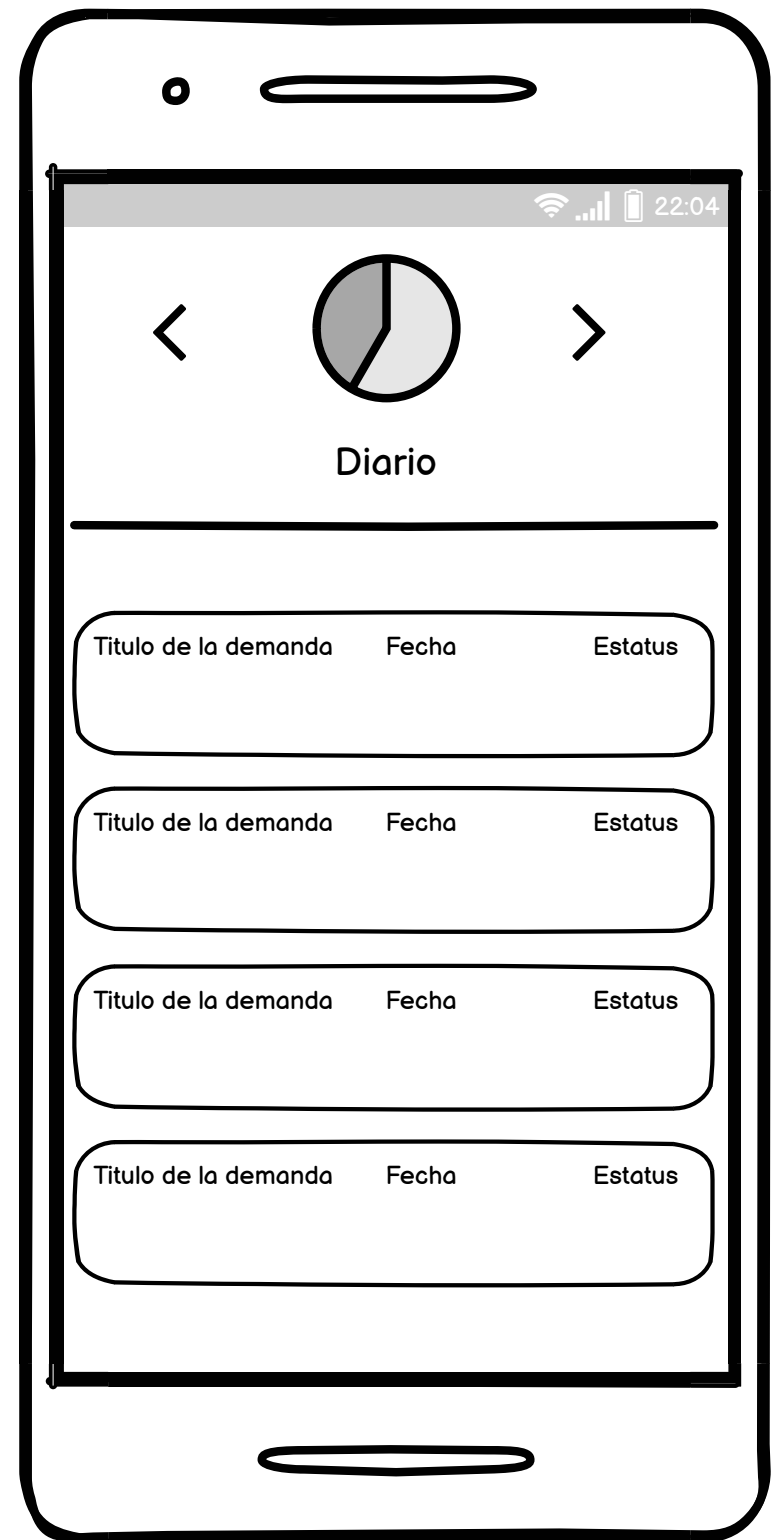 22:04
Diario
Titulo de la demanda Fecha Estatus
Titulo de la demanda Fecha Estatus
Titulo de la demanda Fecha Estatus
Titulo de la demanda Fecha Estatus